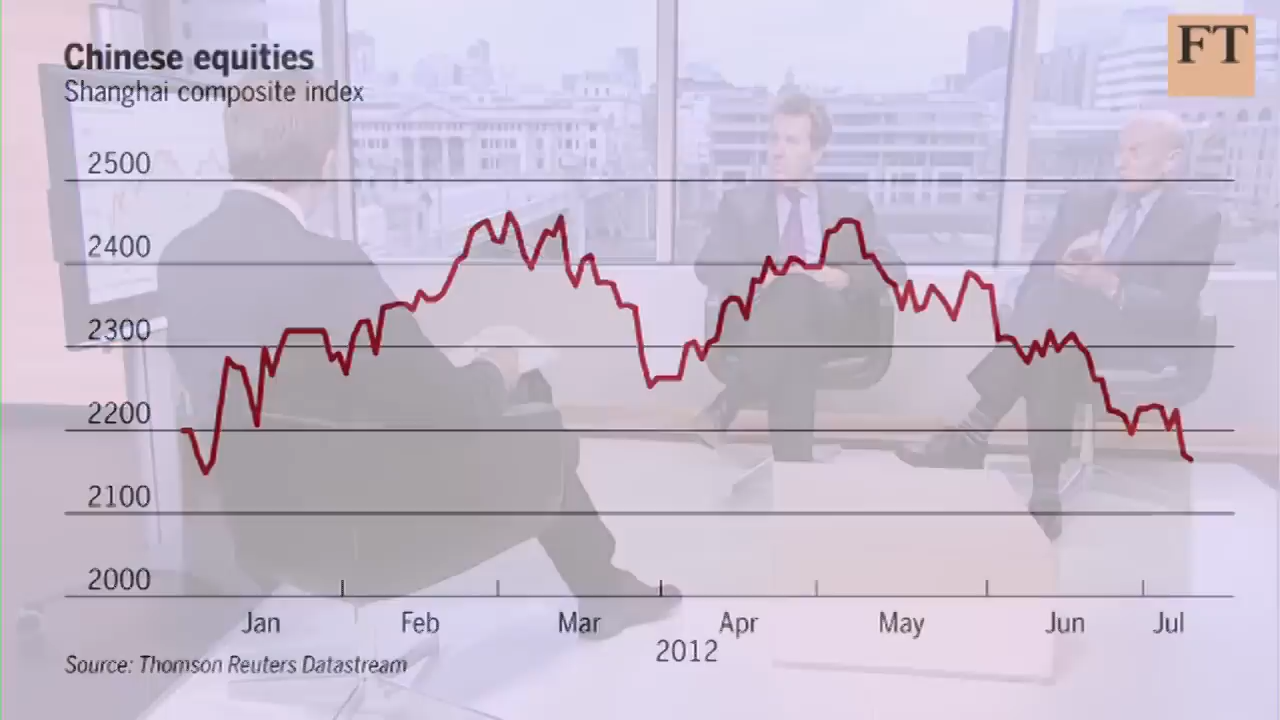 Chinese equities
FT
Shanghai composite index
2500
2400
2300
2200
2100
2000
Jan Feb Mar Apr May Jun Jul
2012
Source: Thomson Reuters Datastream